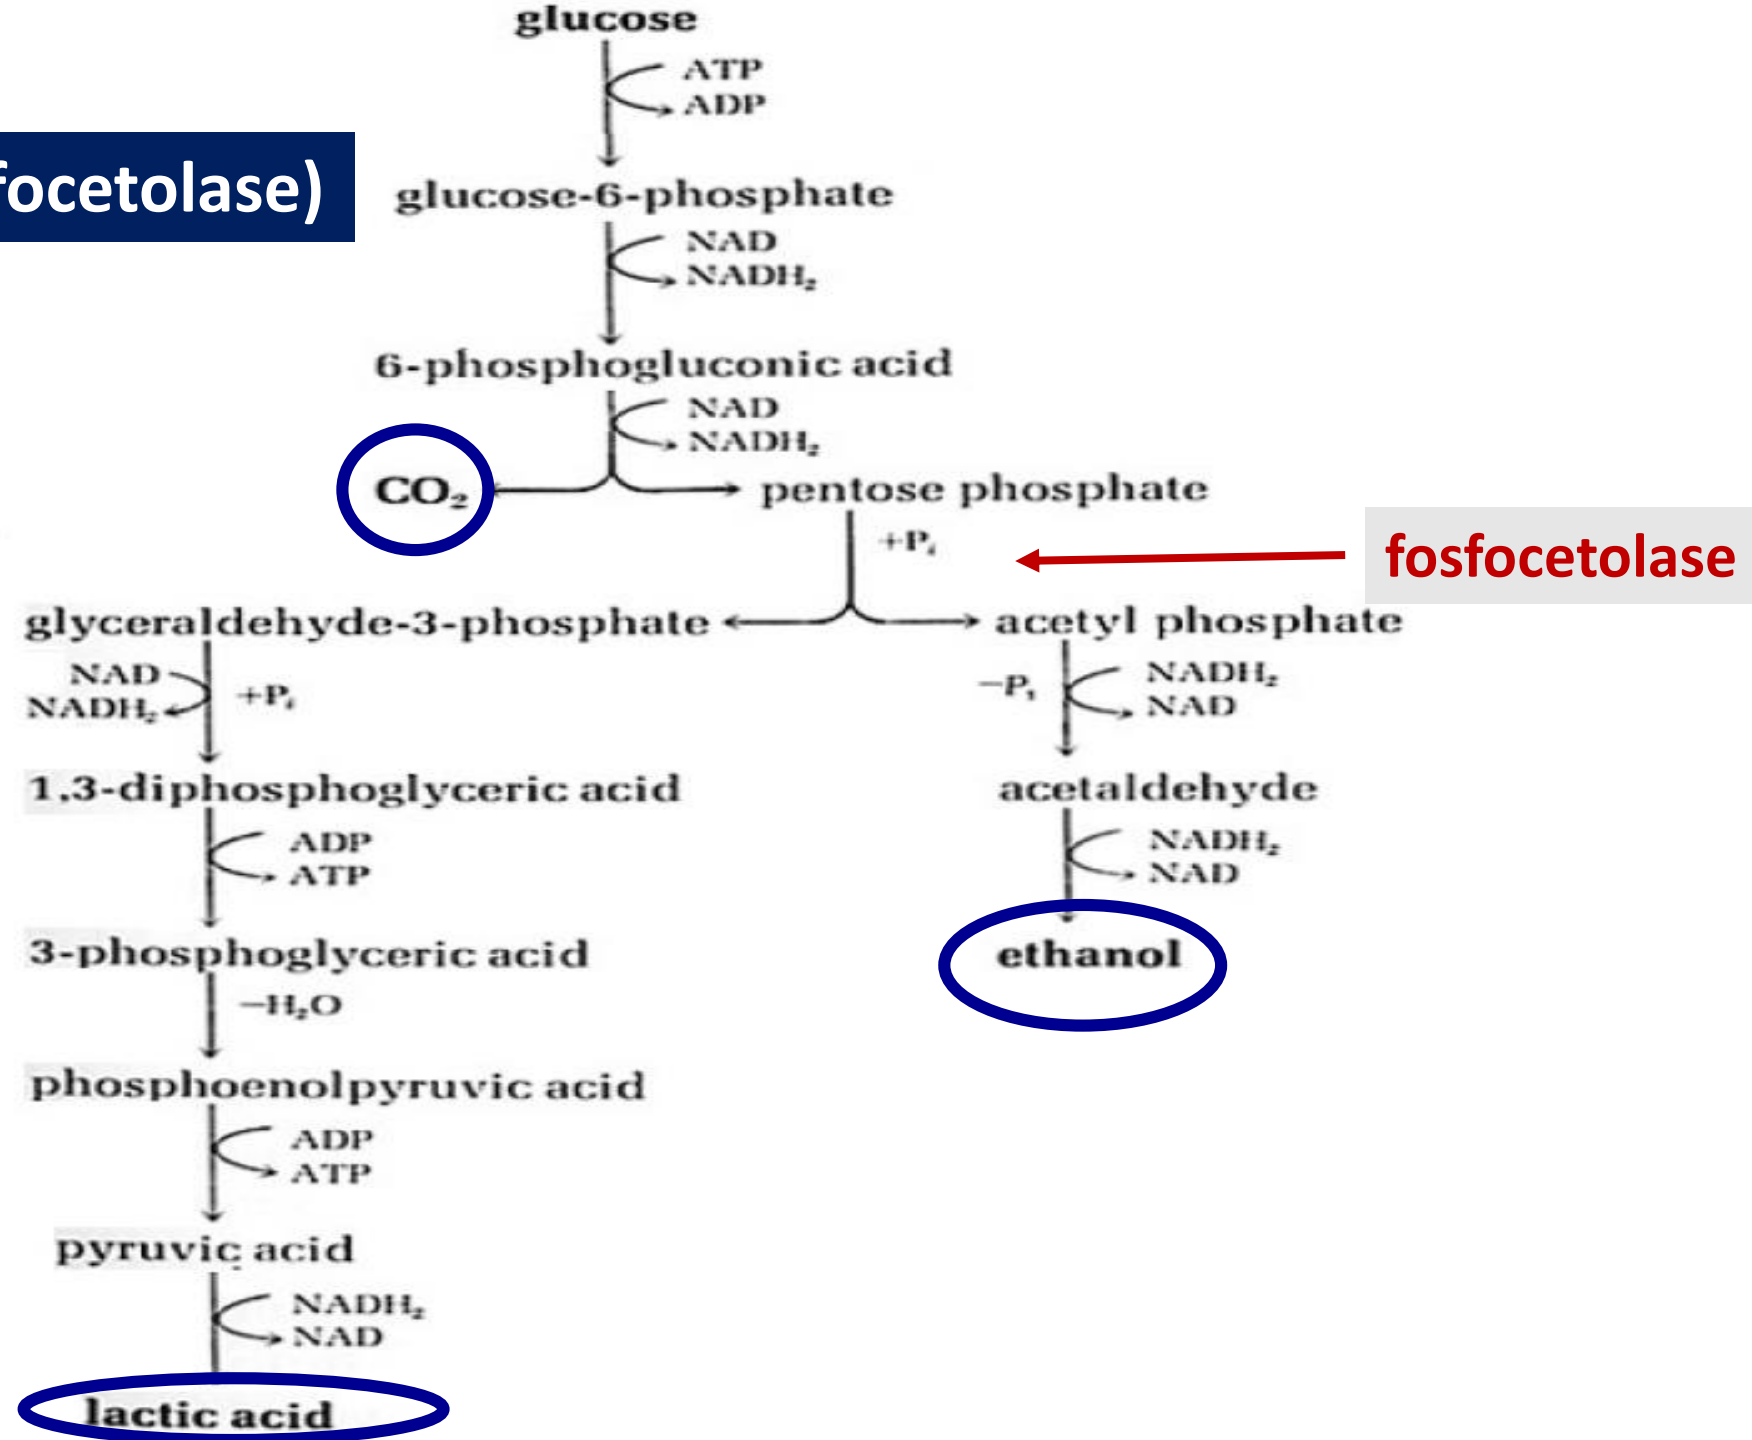 glucose
ATP
ADP
focetolase)
glucose-6-phosphate
NAD
NADH₂
6-phosphogluconic acid
NAD
NADH₂
CO₂
pentose phosphate
+Pᵢ
fosfocetolase
glyceraldehyde-3-phosphate
acetyl phosphate
NAD
NADH₂
+Pᵢ
−P₁
NADH₂
NAD
1,3-diphosphoglyceric acid
acetaldehyde
ADP
ATP
NADH₂
NAD
3-phosphoglyceric acid
ethanol
−H₂O
phosphoenolpyruvic acid
ADP
ATP
pyruvic acid
NADH₂
NAD
lactic acid